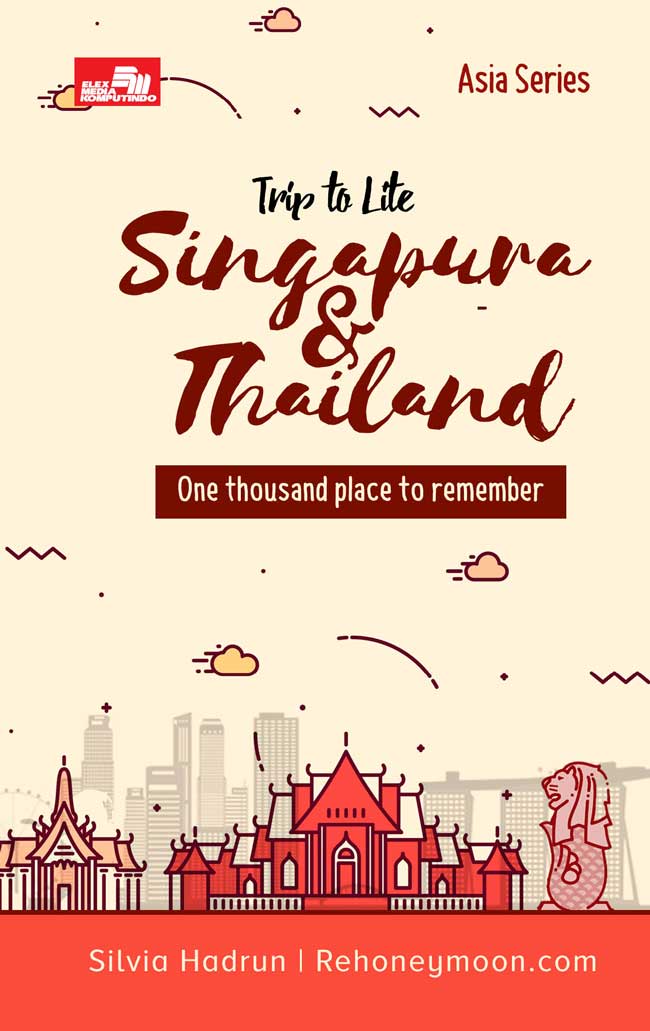 ELEX
MEDIA
KOMPUTINDO
Asia Series
Trip to Lite
Singapura
&
Thailand
One thousand place to remember
Silvia Hadrun | Rehoneymoon.com